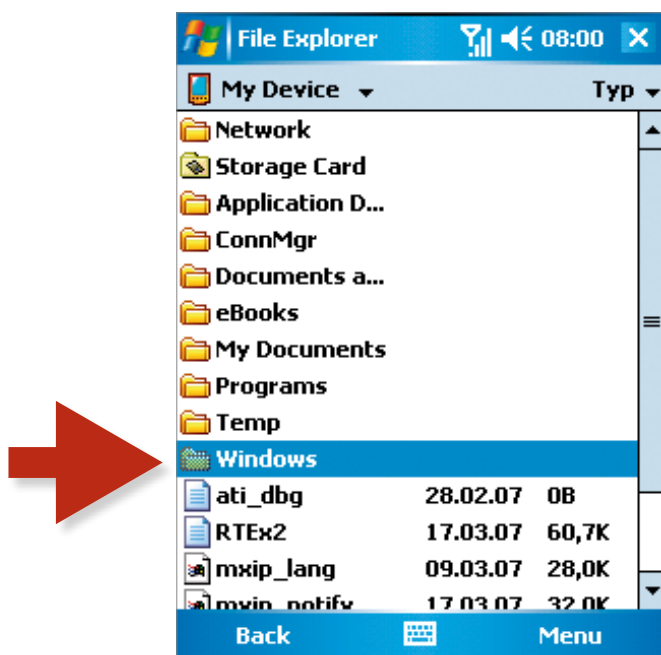 File Explorer 08:00
My Device Typ
Network
Storage Card
Application D...
ConnMgr
Documents a...
eBooks
My Documents
Programs
Temp
Windows
ati_dbg 28.02.07 0B
RTEx2 17.03.07 60,7K
mxip_lang 09.03.07 28,0K
mxip_notify 17.03.07 32,0K
Back Menu